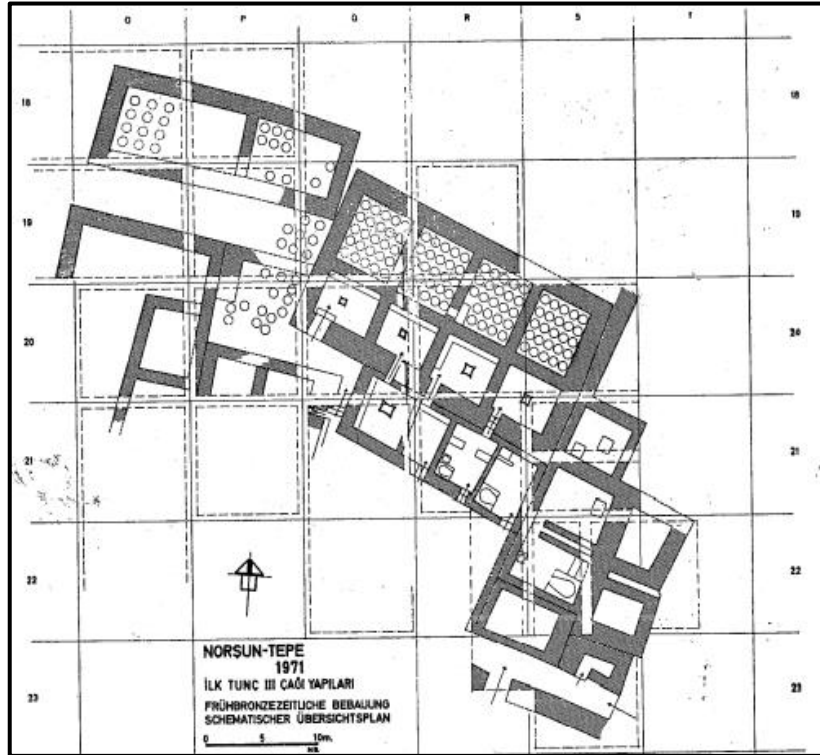 O P Q R S T
18 18
19 19
20 20
21 21
22 22
23 23
NORŞUN-TEPE
1971
İLK TUNÇ III ÇAĞI YAPILARI
FRÜHBRONZEZEITLICHE BEBAUUNG
SCHEMATISCHER ÜBERSICHTSPLAN
0 5 10m.